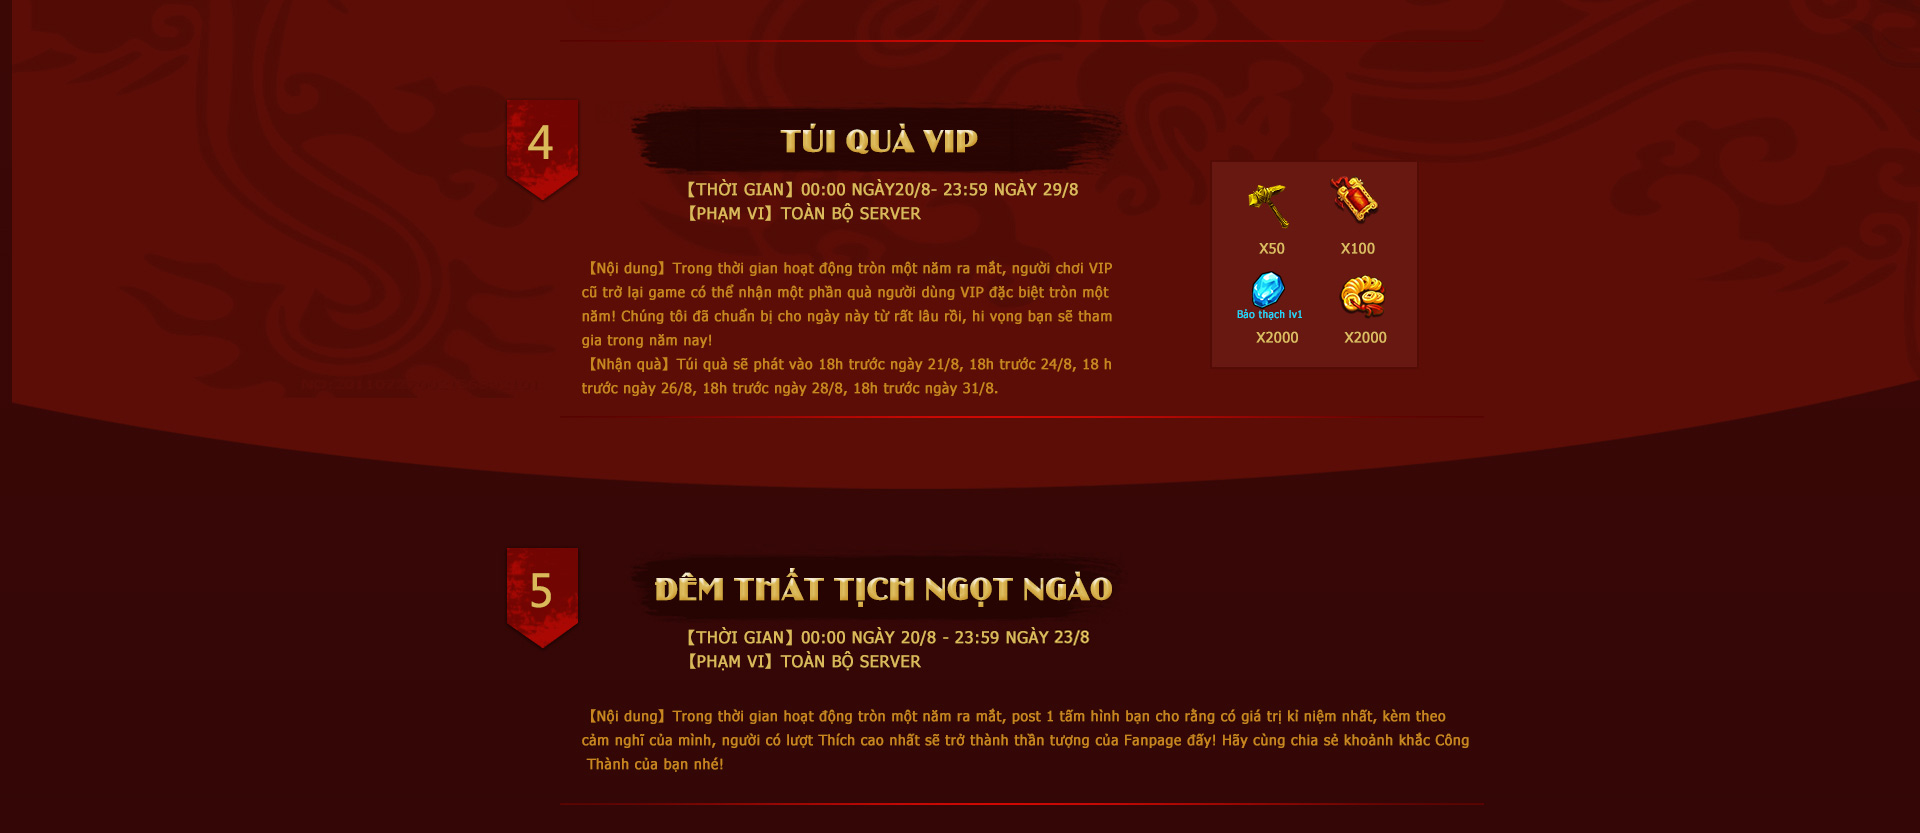 4
TÚI QUÀ VIP
【THỜI GIAN】00:00 NGÀY20/8- 23:59 NGÀY 29/8
【PHẠM VI】TOÀN BỘ SERVER
【Nội dung】Trong thời gian hoạt động tròn một năm ra mắt, người chơi VIP
cũ trở lại game có thể nhận một phần quà người dùng VIP đặc biệt tròn một
năm! Chúng tôi đã chuẩn bị cho ngày này từ rất lâu rồi, hi vọng bạn sẽ tham
gia trong năm nay!
【Nhận quà】Túi quà sẽ phát vào 18h trước ngày 21/8, 18h trước 24/8, 18 h
trước ngày 26/8, 18h trước ngày 28/8, 18h trước ngày 31/8.
X50 X100
Bảo thạch lv1
X2000 X2000
5
ĐÊM THẤT TỊCH NGỌT NGÀO
【THỜI GIAN】00:00 NGÀY 20/8 - 23:59 NGÀY 23/8
【PHẠM VI】TOÀN BỘ SERVER
【Nội dung】Trong thời gian hoạt động tròn một năm ra mắt, post 1 tấm hình bạn cho rằng có giá trị kỉ niệm nhất, kèm theo
cảm nghĩ của mình, người có lượt Thích cao nhất sẽ trở thành thần tượng của Fanpage đấy! Hãy cùng chia sẻ khoảnh khắc Công
Thành của bạn nhé!